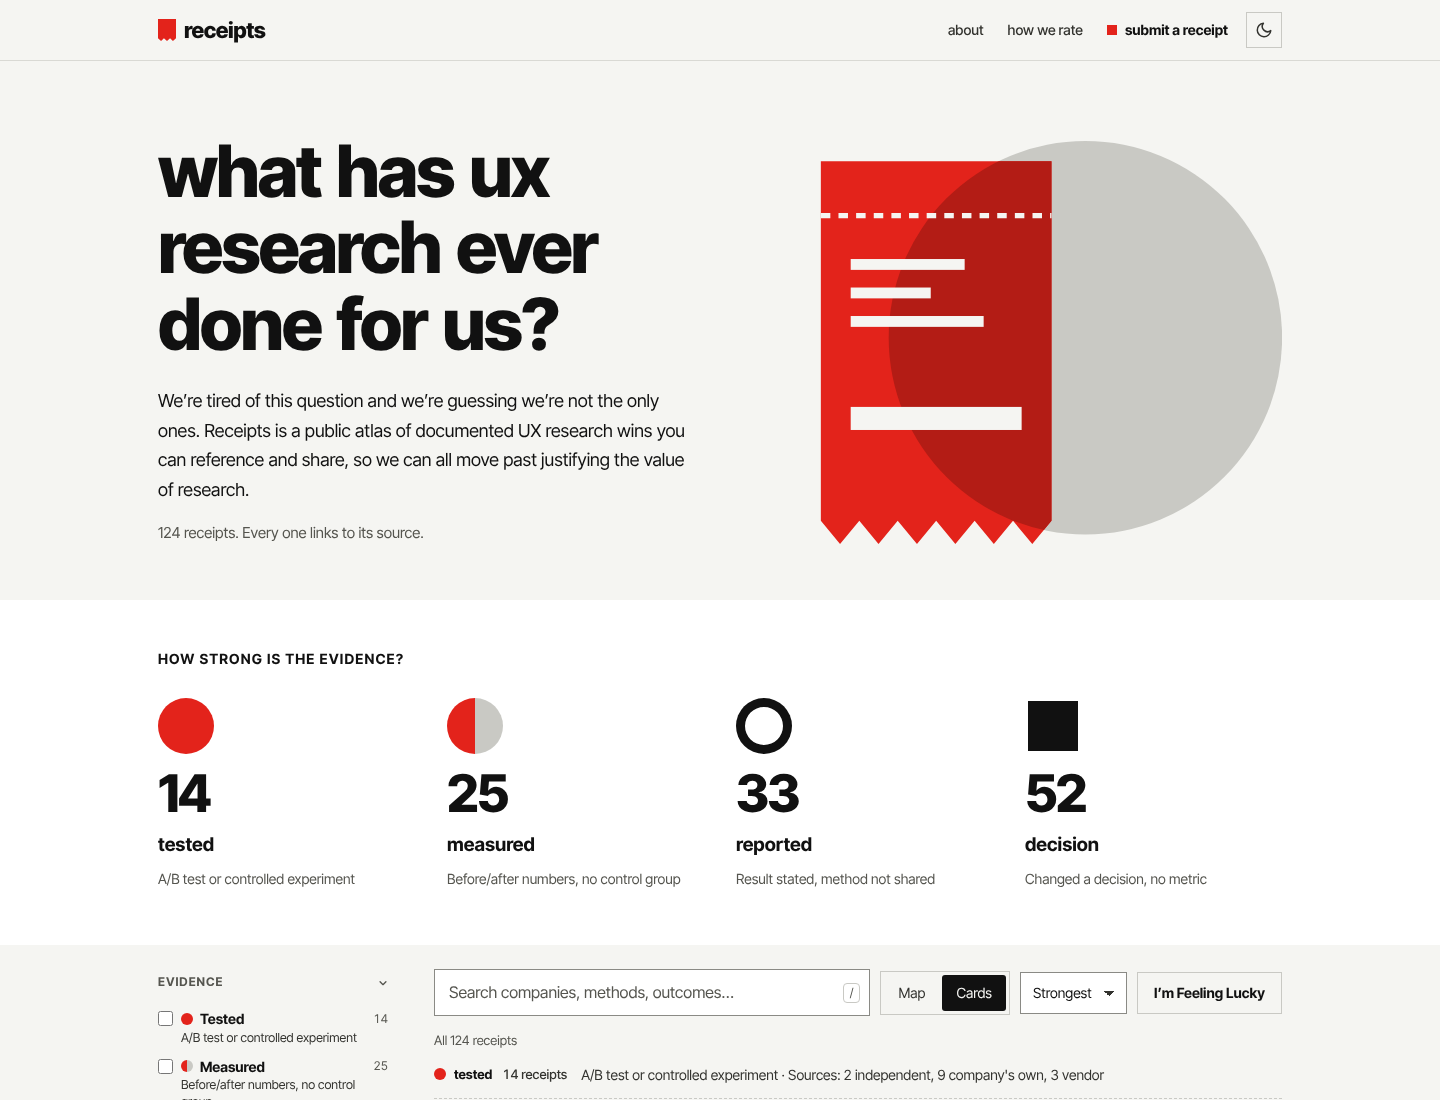 receipts
about
how we rate
submit a receipt
what has ux
research ever
done for us?
We’re tired of this question and we’re guessing we’re not the only
ones. Receipts is a public atlas of documented UX research wins you
can reference and share, so we can all move past justifying the value
of research.
124 receipts. Every one links to its source.
HOW STRONG IS THE EVIDENCE?
14
tested
A/B test or controlled experiment
25
measured
Before/after numbers, no control group
33
reported
Result stated, method not shared
52
decision
Changed a decision, no metric
EVIDENCE
Tested 14
A/B test or controlled experiment
Measured 25
Before/after numbers, no control
group
Search companies, methods, outcomes… /
Map
Cards
Strongest
I’m Feeling Lucky
All 124 receipts
tested 14 receipts A/B test or controlled experiment · Sources: 2 independent, 9 company's own, 3 vendor